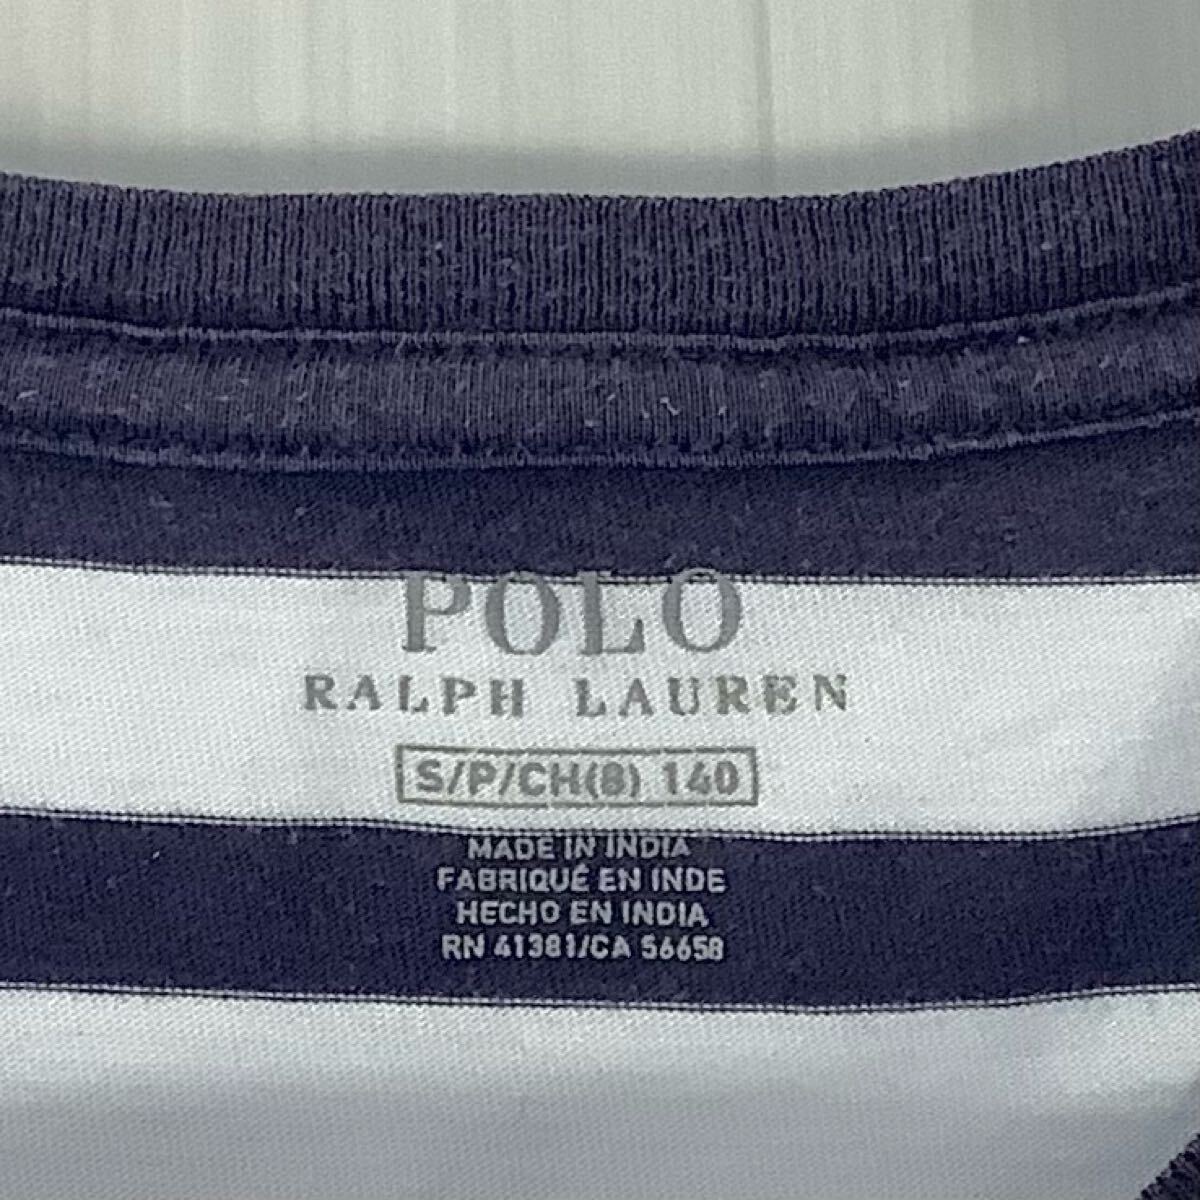 POLO
RALPH LAUREN
S/P/CH(8) 140
MADE IN INDIA
FABRIQUÉ EN INDE
HECHO EN INDIA
RN 41381/CA 56658